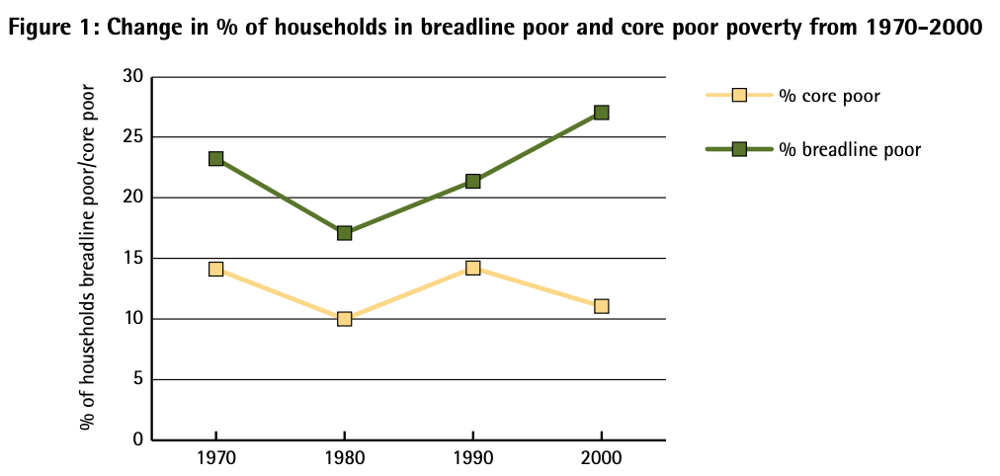 Figure 1: Change in % of households in breadline poor and core poor poverty from 1970–2000
% of households breadline poor/core poor
30
25
20
15
10
5
0
1970 1980 1990 2000
% core poor
% breadline poor